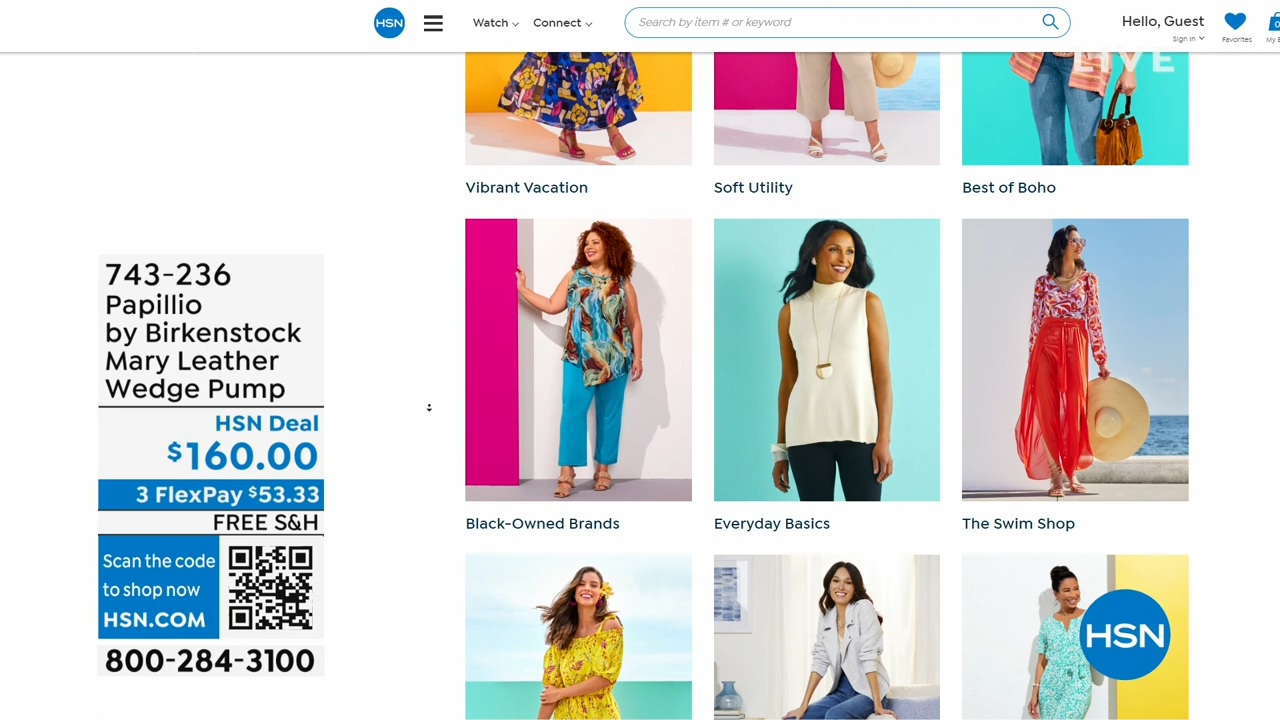 HSN
Watch
Connect
Search by item # or keyword
Hello, Guest
Sign In
Favorites
0
LIVE
Vibrant Vacation
Soft Utility
Best of Boho
743-236
Papillio
by Birkenstock
Mary Leather
Wedge Pump
HSN Deal
$160.00
3 FlexPay $53.33
FREE S&H
Scan the code
to shop now
HSN.COM
800-284-3100
Black-Owned Brands
Everyday Basics
The Swim Shop
HSN